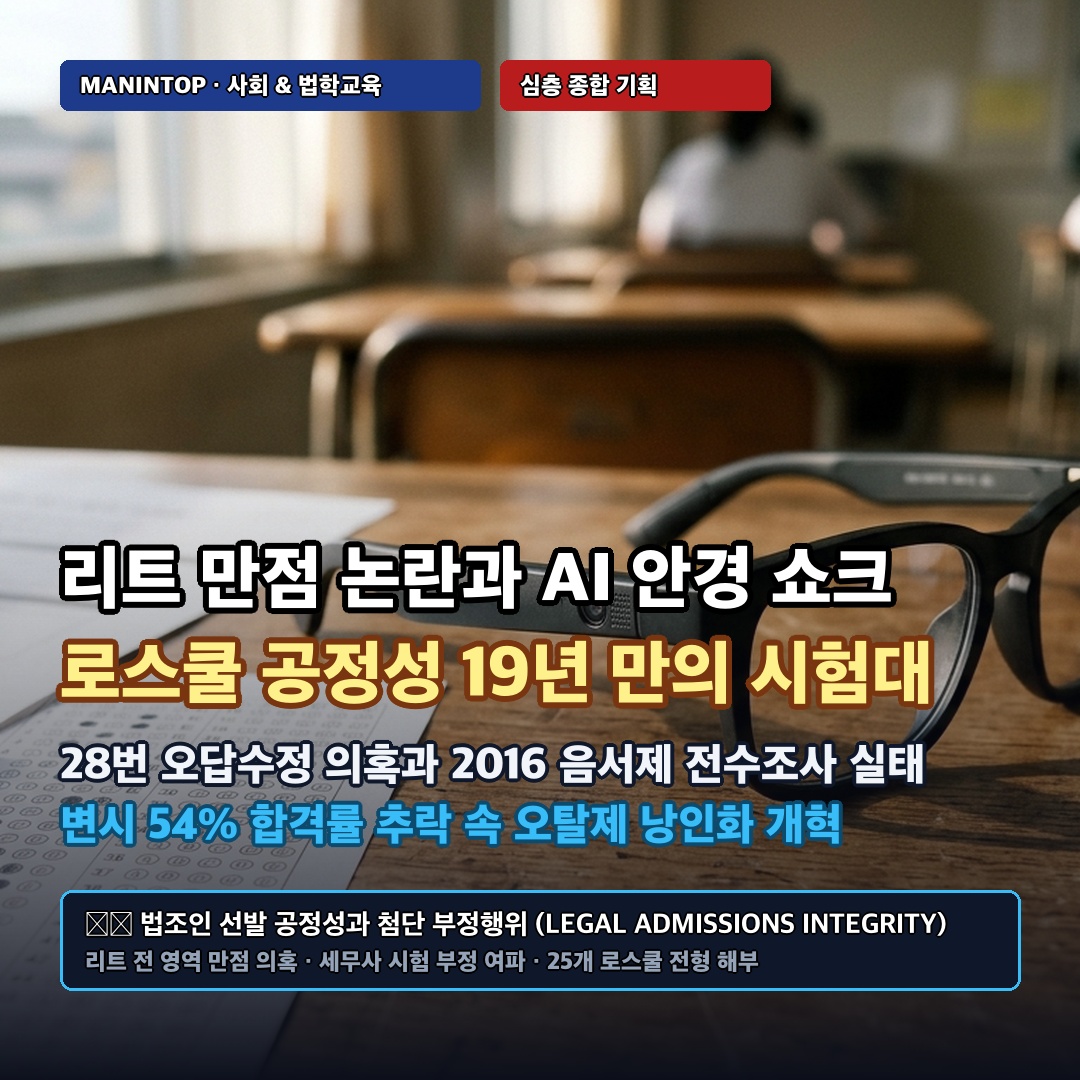 MANINTOP · 사회 & 법학교육
심층 종합 기획
리트 만점 논란과 AI 안경 쇼크
로스쿨 공정성 19년 만의 시험대
28번 오답수정 의혹과 2016 음서제 전수조사 실태
변시 54% 합격률 추락 속 오탈제 낭인화 개혁
법조인 선발 공정성과 첨단 부정행위 (LEGAL ADMISSIONS INTEGRITY)
리트 전 영역 만점 의혹 · 세무사 시험 부정 여파 · 25개 로스쿨 전형 해부